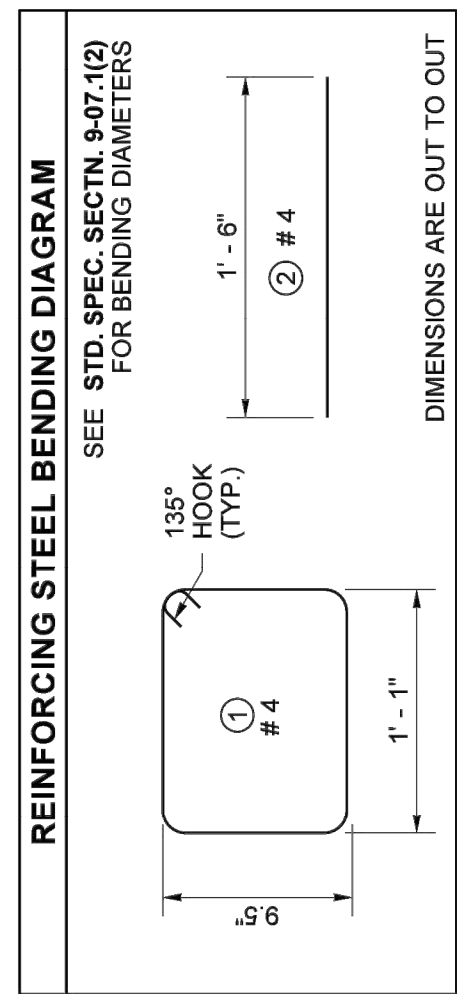 REINFORCING STEEL BENDING DIAGRAM
SEE STD. SPEC. SECTN. 9-07.1(2)
FOR BENDING DIAMETERS
135°
HOOK
(TYP.)
1
# 4
9.5"
1' - 1"
1' - 6"
2 # 4
DIMENSIONS ARE OUT TO OUT